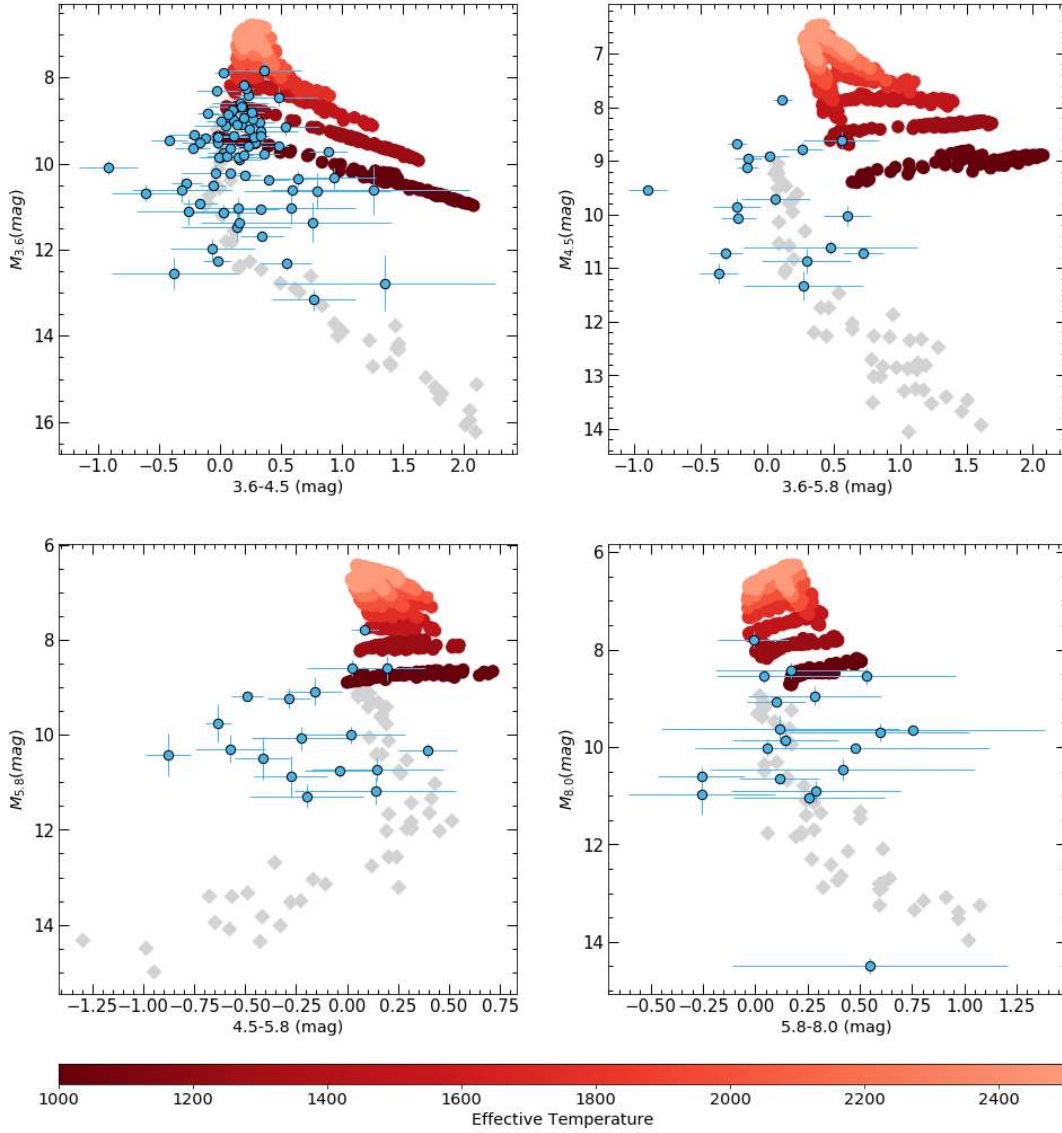 8
10
12
14
16
M3.6(mag)
−1.0 −0.5 0.0 0.5 1.0 1.5 2.0
3.6-4.5 (mag)
7
8
9
10
11
12
13
14
M4.5(mag)
−1.0 −0.5 0.0 0.5 1.0 1.5 2.0
3.6-5.8 (mag)
6
8
10
12
14
M5.8(mag)
−1.25−1.00−0.75−0.50−0.25 0.00 0.25 0.50 0.75
4.5-5.8 (mag)
6
8
10
12
14
M8.0(mag)
−0.50 −0.25 0.00 0.25 0.50 0.75 1.00 1.25
5.8-8.0 (mag)
1000 1200 1400 1600 1800 2000 2200 2400
Effective Temperature